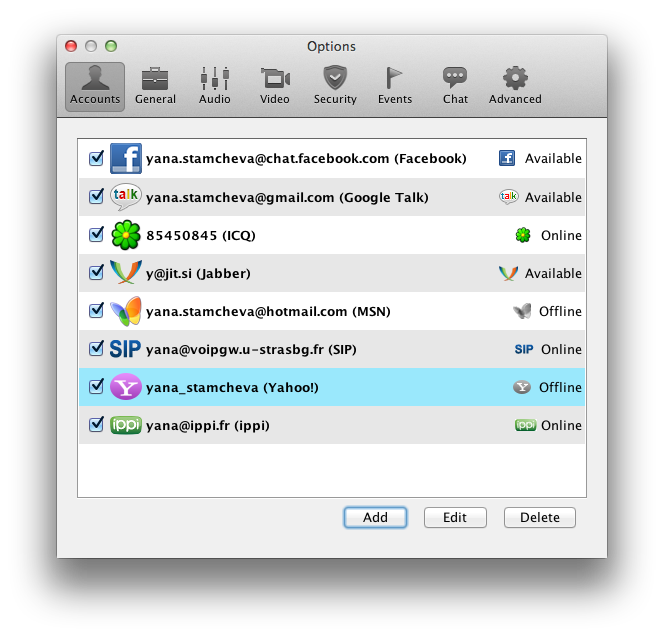 Options
Accounts General Audio Video Security Events Chat Advanced
f yana.stamcheva@chat.facebook.com (Facebook) f Available
talk yana.stamcheva@gmail.com (Google Talk) talk Available
85450845 (ICQ) Online
y@jit.si (Jabber) Available
yana.stamcheva@hotmail.com (MSN) Offline
SIP yana@voipgw.u-strasbg.fr (SIP) SIP Online
Y yana_stamcheva (Yahoo!) Y Offline
ippi yana@ippi.fr (ippi) ippi Online
Add Edit Delete